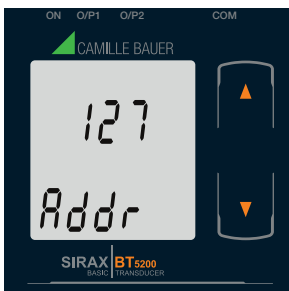 ON O/P1 O/P2 COM
CAMILLE BAUER
127
Addr
SIRAX BT5200
BASIC TRANSDUCER